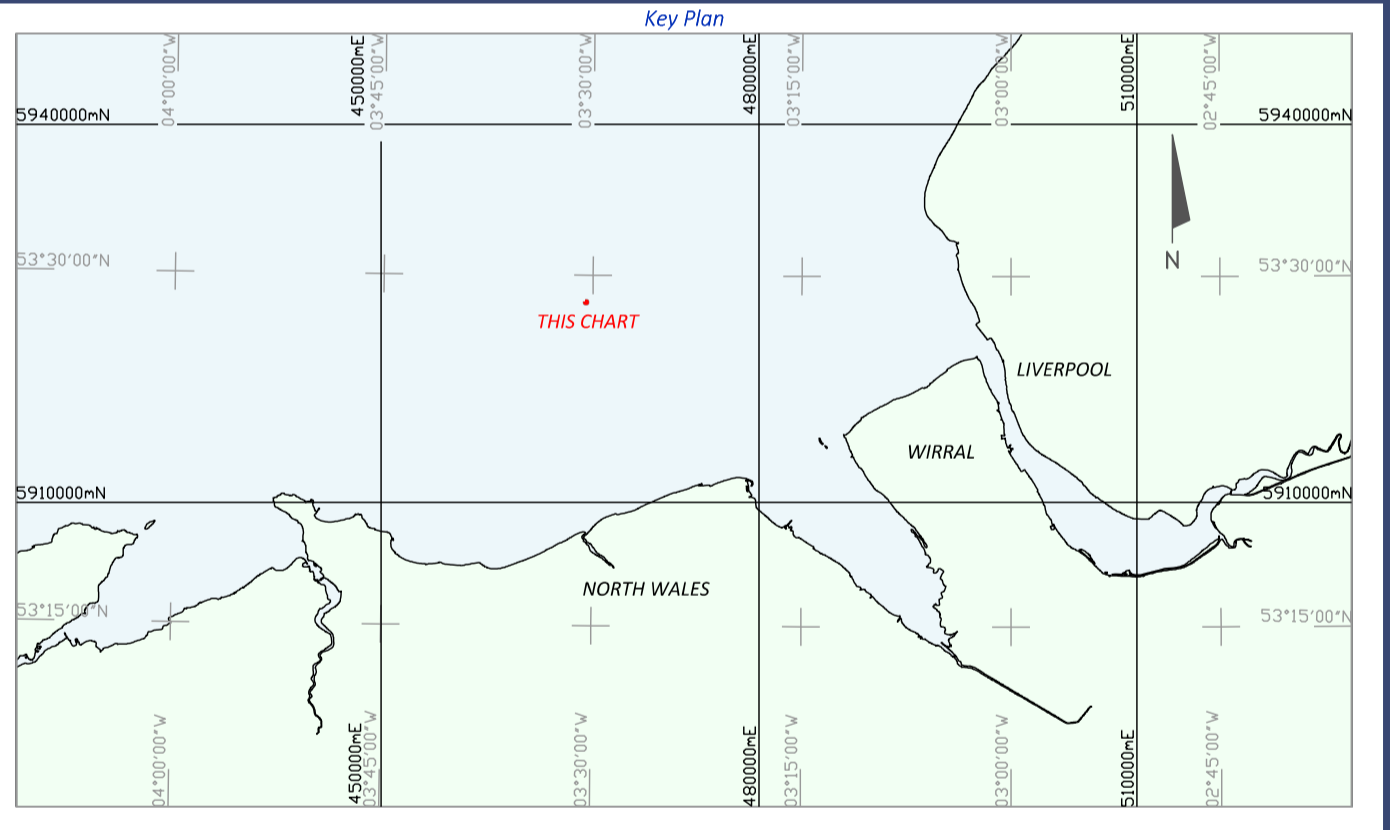 Key Plan
04°00'00"W
450000mE
03°45'00"W
03°30'00"W
480000mE
03°15'00"W
03°00'00"W
510000mE
02°45'00"W
5940000mN
5940000mN
53°30'00"N
53°30'00"N
N
THIS CHART
LIVERPOOL
WIRRAL
5910000mN
5910000mN
NORTH WALES
53°15'00"N
53°15'00"N
04°00'00"W
450000mE
03°45'00"W
03°30'00"W
480000mE
03°15'00"W
03°00'00"W
510000mE
02°45'00"W